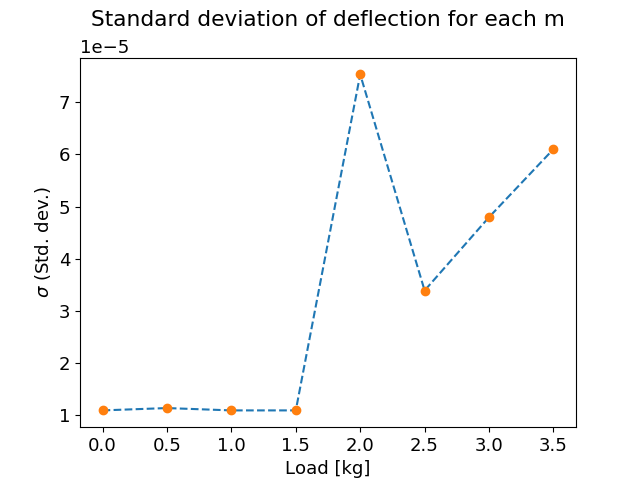 Standard deviation of deflection for each m
1e−5
7
6
5
4
3
2
1
σ (Std. dev.)
0.0 0.5 1.0 1.5 2.0 2.5 3.0 3.5
Load [kg]